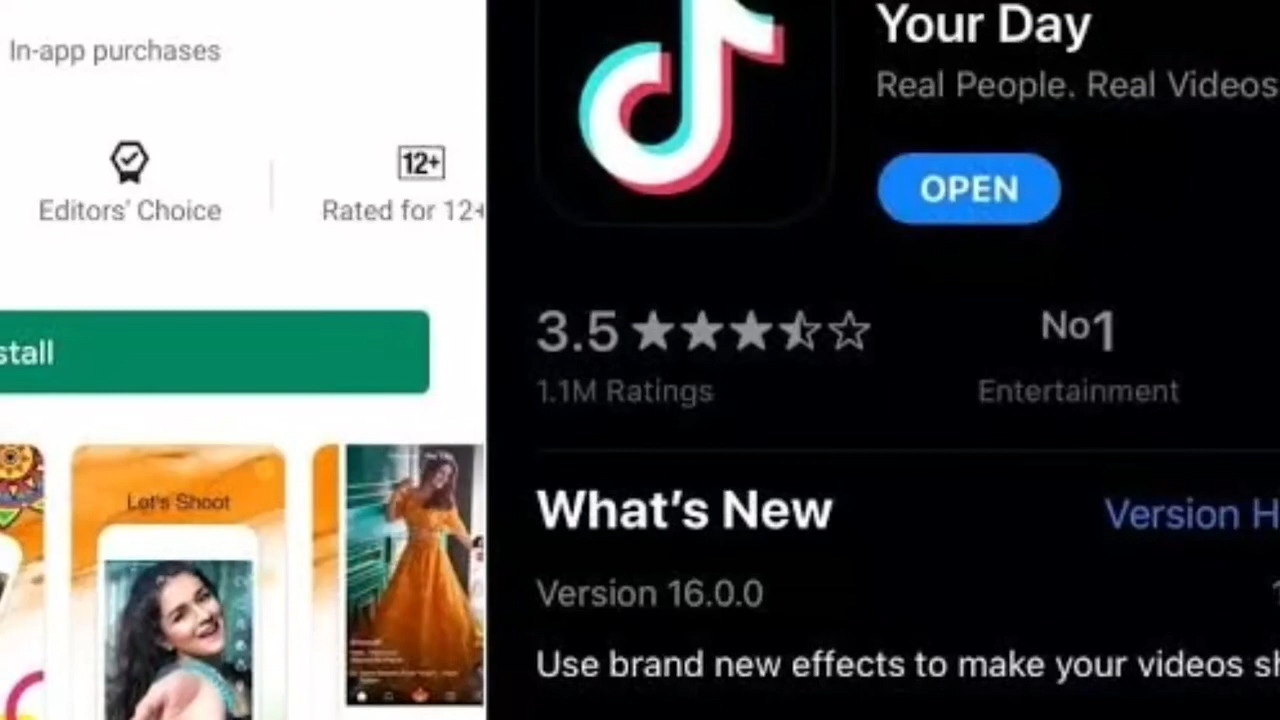 In-app purchases
12+
Editors' Choice
Rated for 12+
stall
Let's Shoot
Your Day
Real People. Real Videos
OPEN
3.5
No1
1.1M Ratings
Entertainment
What's New
Version H
Version 16.0.0
1
Use brand new effects to make your videos sh